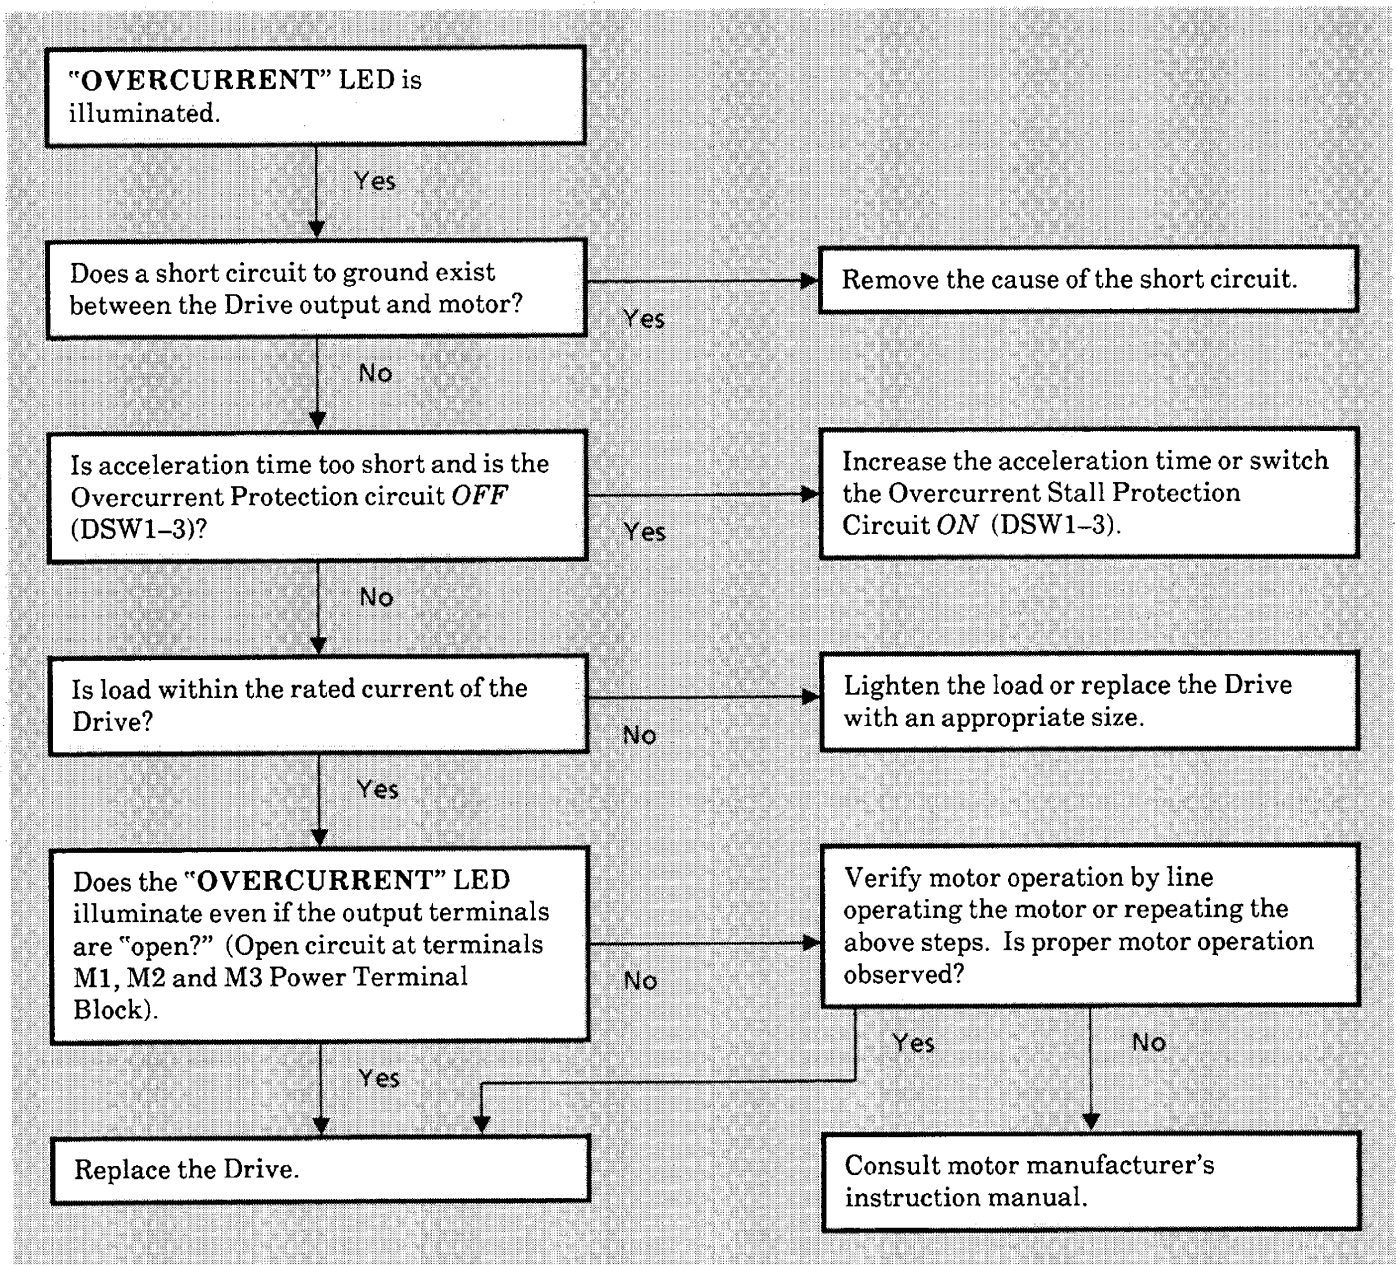 "OVERCURRENT" LED is
illuminated.
Yes
Does a short circuit to ground exist
between the Drive output and motor?
Yes
Remove the cause of the short circuit.
No
Is acceleration time too short and is the
Overcurrent Protection circuit OFF
(DSW1–3)?
Yes
Increase the acceleration time or switch
the Overcurrent Stall Protection
Circuit ON (DSW1–3).
No
Is load within the rated current of the
Drive?
No
Lighten the load or replace the Drive
with an appropriate size.
Yes
Does the "OVERCURRENT" LED
illuminate even if the output terminals
are "open?" (Open circuit at terminals
M1, M2 and M3 Power Terminal
Block).
No
Verify motor operation by line
operating the motor or repeating the
above steps. Is proper motor operation
observed?
Yes
Yes
No
Replace the Drive.
Consult motor manufacturer's
instruction manual.